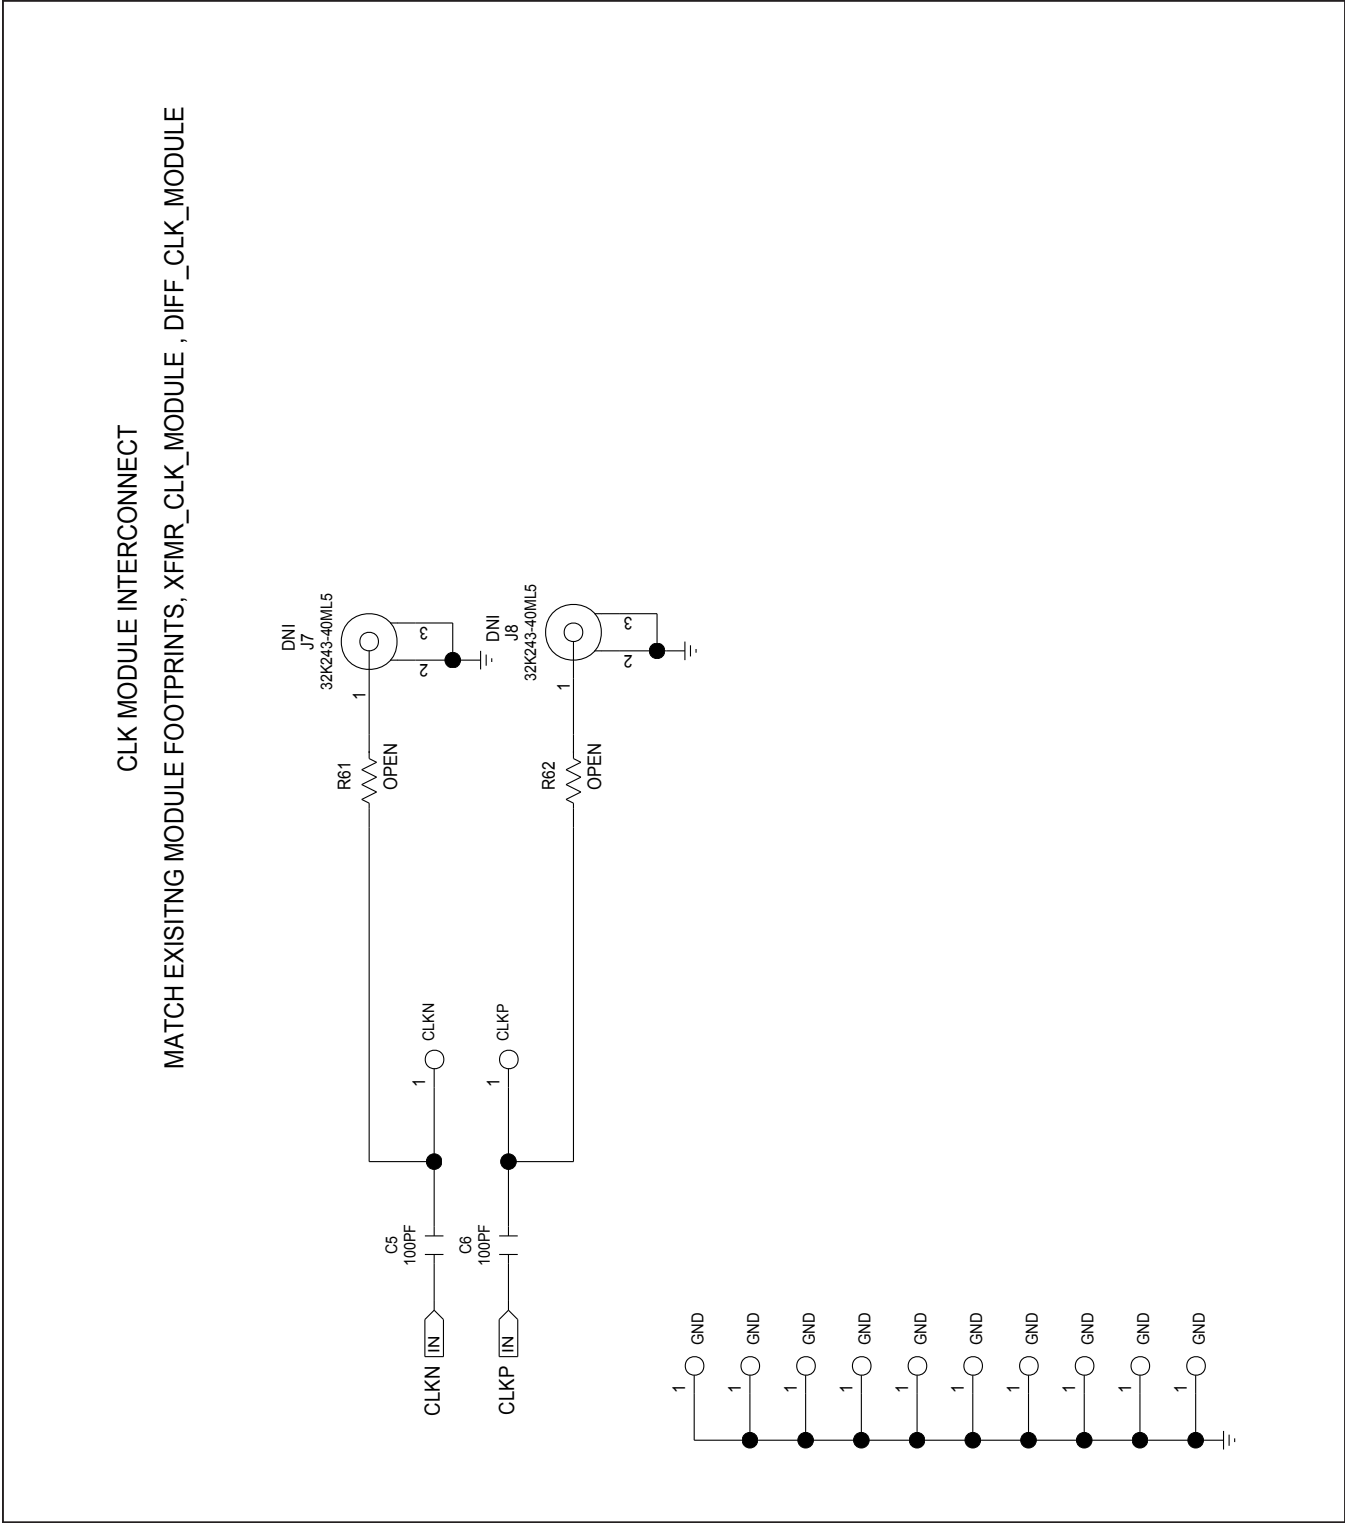 CLK MODULE INTERCONNECT
MATCH EXISITNG MODULE FOOTPRINTS, XFMR_CLK_MODULE , DIFF_CLK_MODULE
DNI
J7
32K243-40ML5
1
2
3
R61
OPEN
DNI
J8
32K243-40ML5
1
2
3
R62
OPEN
CLKN
1
CLKP
1
C5
100PF
C6
100PF
CLKN IN
CLKP IN
1 GND
1 GND
1 GND
1 GND
1 GND
1 GND
1 GND
1 GND
1 GND
1 GND